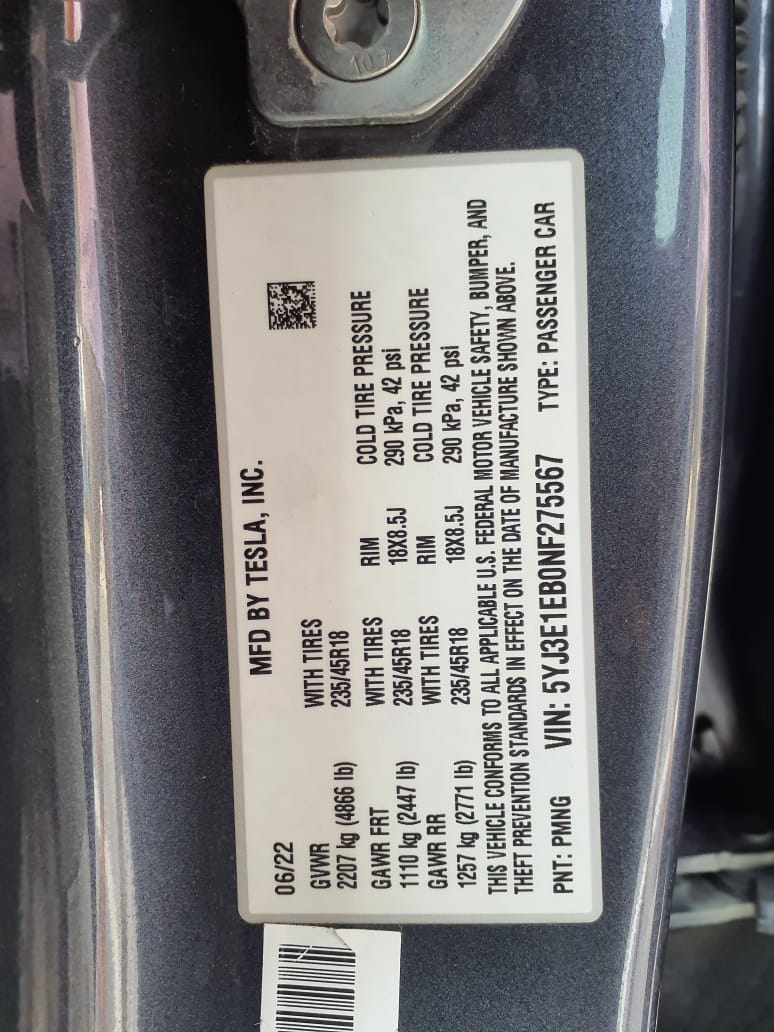 10.9
MFD BY TESLA, INC.
06/22
GVWR WITH TIRES
2207 kg (4866 lb) 235/45R18
GAWR FRT WITH TIRES RIM COLD TIRE PRESSURE
1110 kg (2447 lb) 235/45R18 18X8.5J 290 kPa, 42 psi
GAWR RR WITH TIRES RIM COLD TIRE PRESSURE
1257 kg (2771 lb) 235/45R18 18X8.5J 290 kPa, 42 psi
THIS VEHICLE CONFORMS TO ALL APPLICABLE U.S. FEDERAL MOTOR VEHICLE SAFETY, BUMPER, AND
THEFT PREVENTION STANDARDS IN EFFECT ON THE DATE OF MANUFACTURE SHOWN ABOVE.
PNT: PMNG VIN: 5YJ3E1EB0NF275567 TYPE: PASSENGER CAR